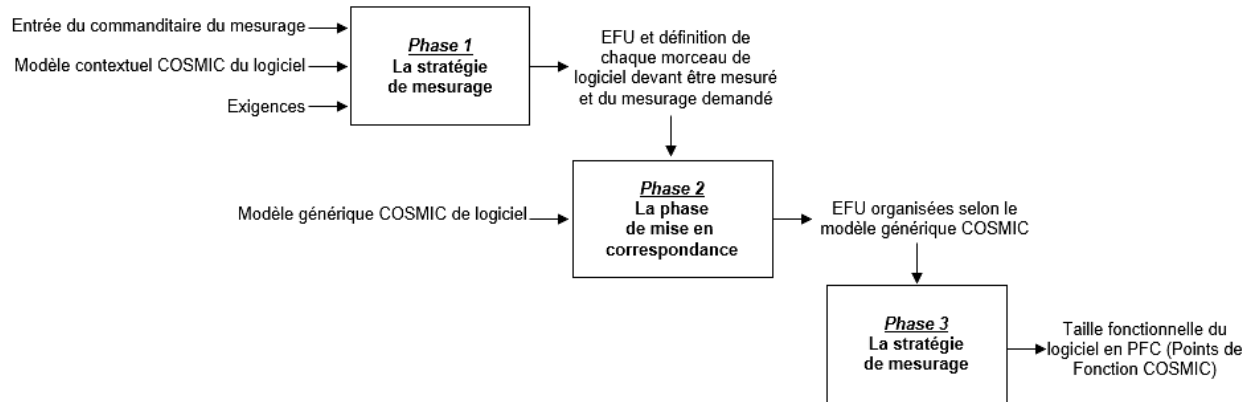 Entrée du commanditaire du mesurage
Modèle contextuel COSMIC du logiciel
Exigences
Phase 1
La stratégie
de mesurage
EFU et définition de
chaque morceau de
logiciel devant être mesuré
et du mesurage demandé
Modèle générique COSMIC de logiciel
Phase 2
La phase
de mise en
correspondance
EFU organisées selon le
modèle générique COSMIC
Phase 3
La stratégie
de mesurage
Taille fonctionnelle du
logiciel en PFC (Points de
Fonction COSMIC)